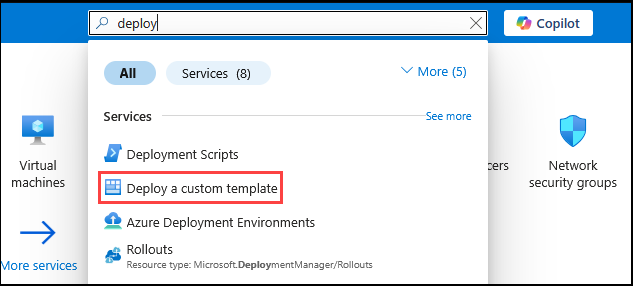 deploy
Copilot
All
Services (8)
More (5)
Services
See more
Deployment Scripts
Deploy a custom template
Azure Deployment Environments
Rollouts
Resource type: Microsoft.DeploymentManager/Rollouts
Virtual
machines
cers
Network
security groups
More services